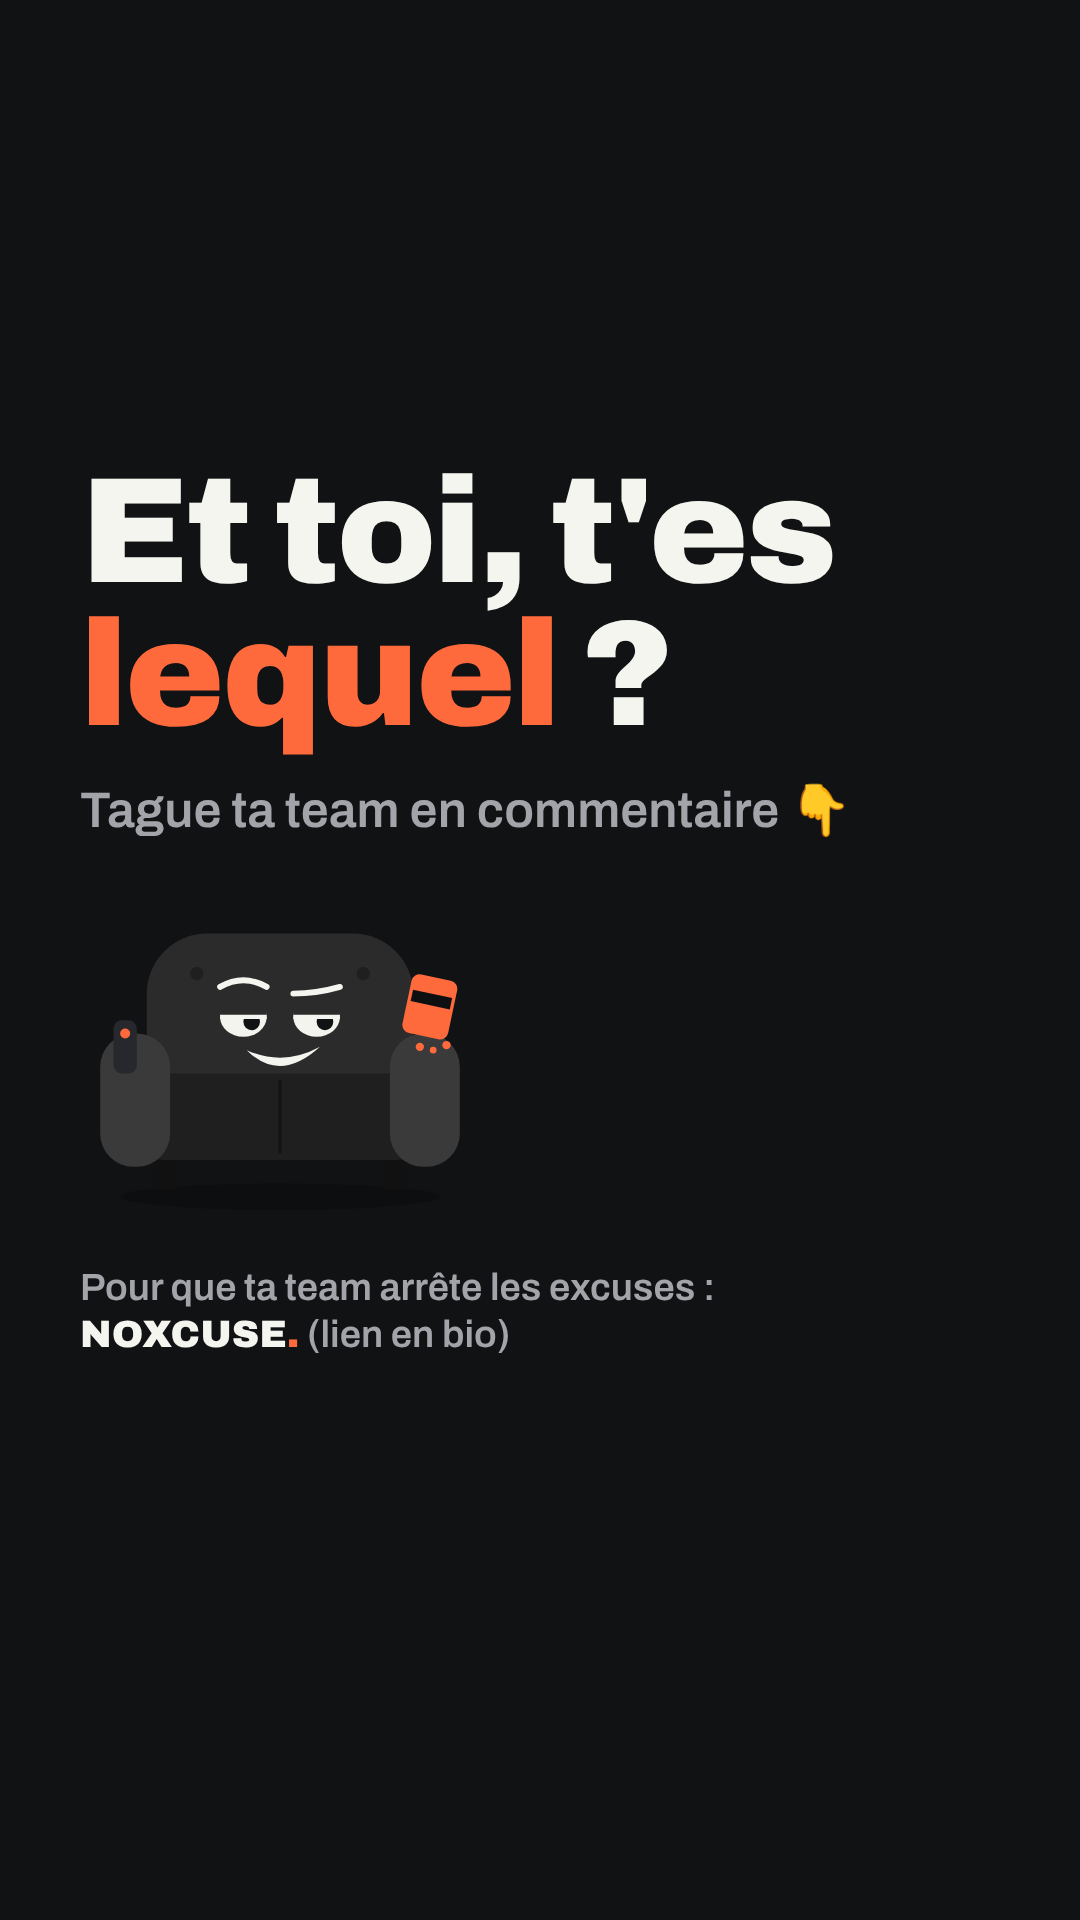 Et toi, t'es
lequel ?
Tague ta team en commentaire 👇
Pour que ta team arrête les excuses :
NOXCUSE. (lien en bio)